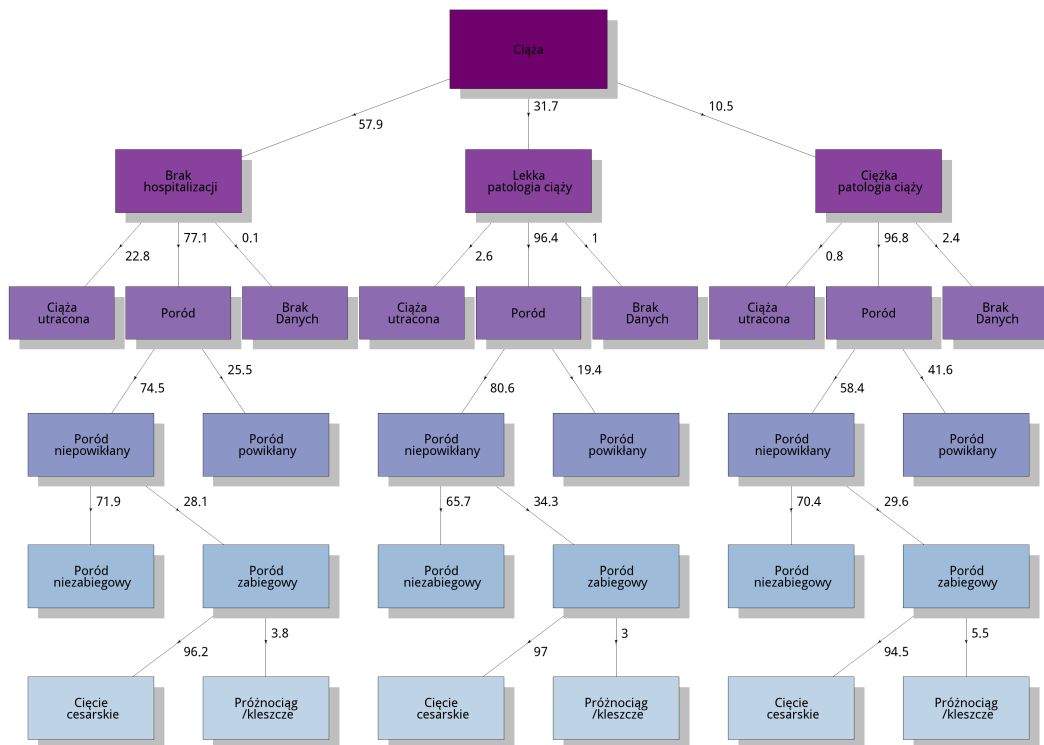 Ciąża
57.9
31.7
10.5
Brak
hospitalizacji
Lekka
patologia ciąży
Ciężka
patologia ciąży
22.8
77.1
0.1
2.6
96.4
1
0.8
96.8
2.4
Ciąża
utracona
Poród
Brak
Danych
Ciąża
utracona
Poród
Brak
Danych
Ciąża
utracona
Poród
Brak
Danych
74.5
25.5
80.6
19.4
58.4
41.6
Poród
niepowikłany
Poród
powikłany
Poród
niepowikłany
Poród
powikłany
Poród
niepowikłany
Poród
powikłany
71.9
28.1
65.7
34.3
70.4
29.6
Poród
niezabiegowy
Poród
zabiegowy
Poród
niezabiegowy
Poród
zabiegowy
Poród
niezabiegowy
Poród
zabiegowy
96.2
3.8
97
3
94.5
5.5
Cięcie
cesarskie
Próżnociąg
/kleszcze
Cięcie
cesarskie
Próżnociąg
/kleszcze
Cięcie
cesarskie
Próżnociąg
/kleszcze